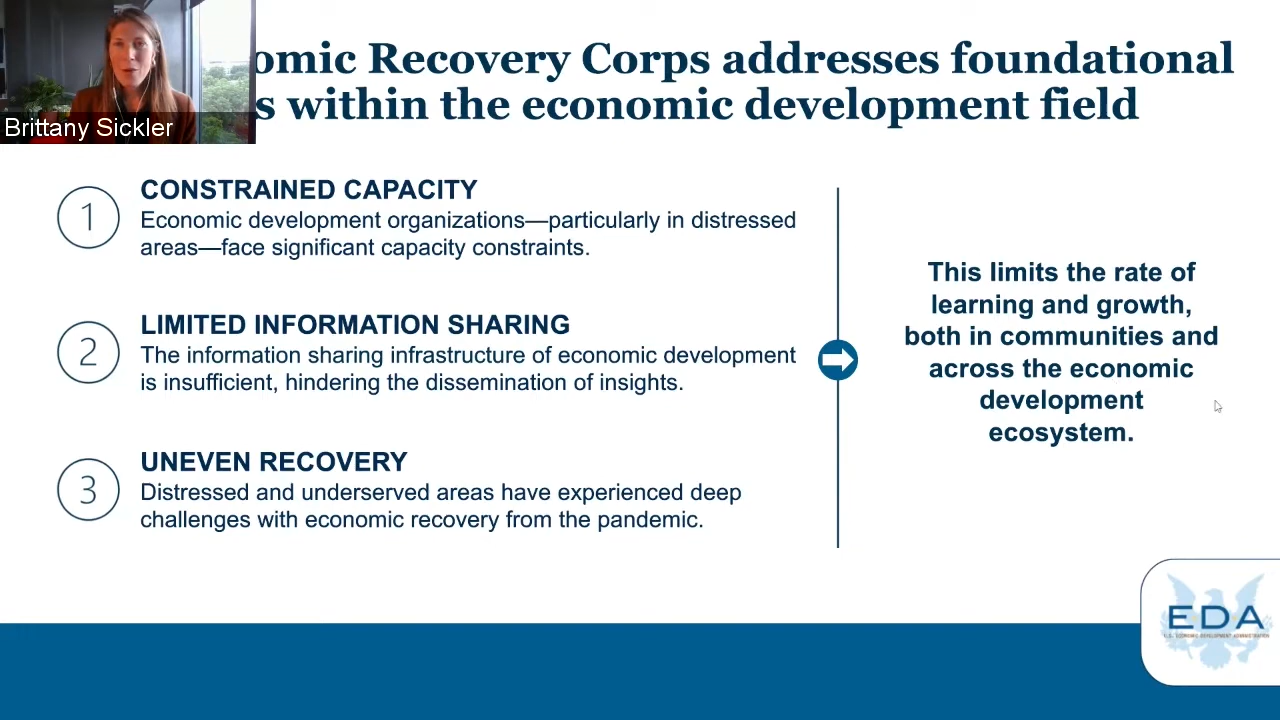 omic Recovery Corps addresses foundational
s within the economic development field
Brittany Sickler
1
CONSTRAINED CAPACITY
Economic development organizations—particularly in distressed
areas—face significant capacity constraints.
2
LIMITED INFORMATION SHARING
The information sharing infrastructure of economic development
is insufficient, hindering the dissemination of insights.
3
UNEVEN RECOVERY
Distressed and underserved areas have experienced deep
challenges with economic recovery from the pandemic.
This limits the rate of
learning and growth,
both in communities and
across the economic
development
ecosystem.
EDA
U.S. ECONOMIC DEVELOPMENT ADMINISTRATION